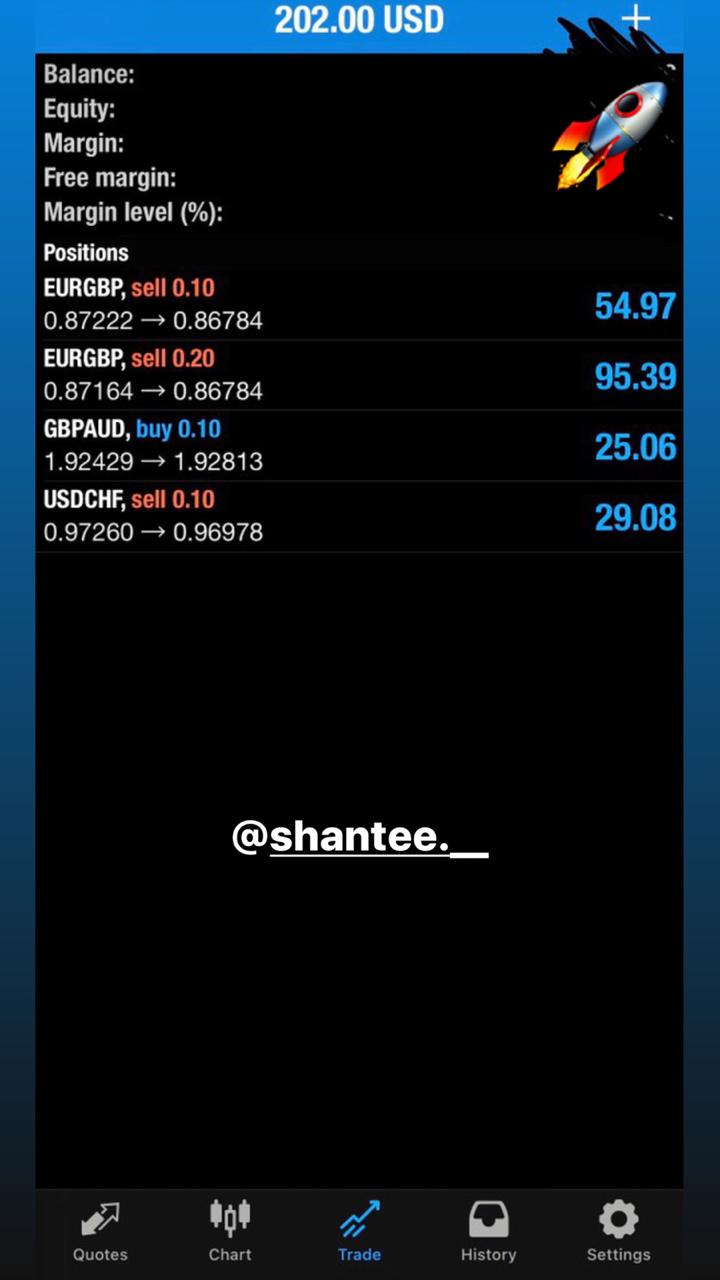 202.00 USD
Balance:
Equity:
Margin:
Free margin:
Margin level (%):
Positions
EURGBP, sell 0.10
54.97
0.87222 → 0.86784
EURGBP, sell 0.20
95.39
0.87164 → 0.86784
GBPAUD, buy 0.10
25.06
1.92429 → 1.92813
USDCHF, sell 0.10
29.08
0.97260 → 0.96978
@shantee.__
Quotes Chart Trade History Settings